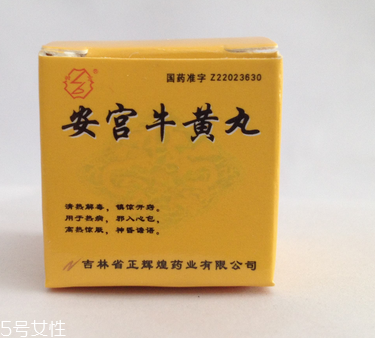 国药准字 Z22023630
安宫牛黄丸
清热解毒，镇惊开窍。
用于热病，邪入心包，
高热惊厥，神昏谵语。
吉林省正辉煌药业有限公司
5号女性